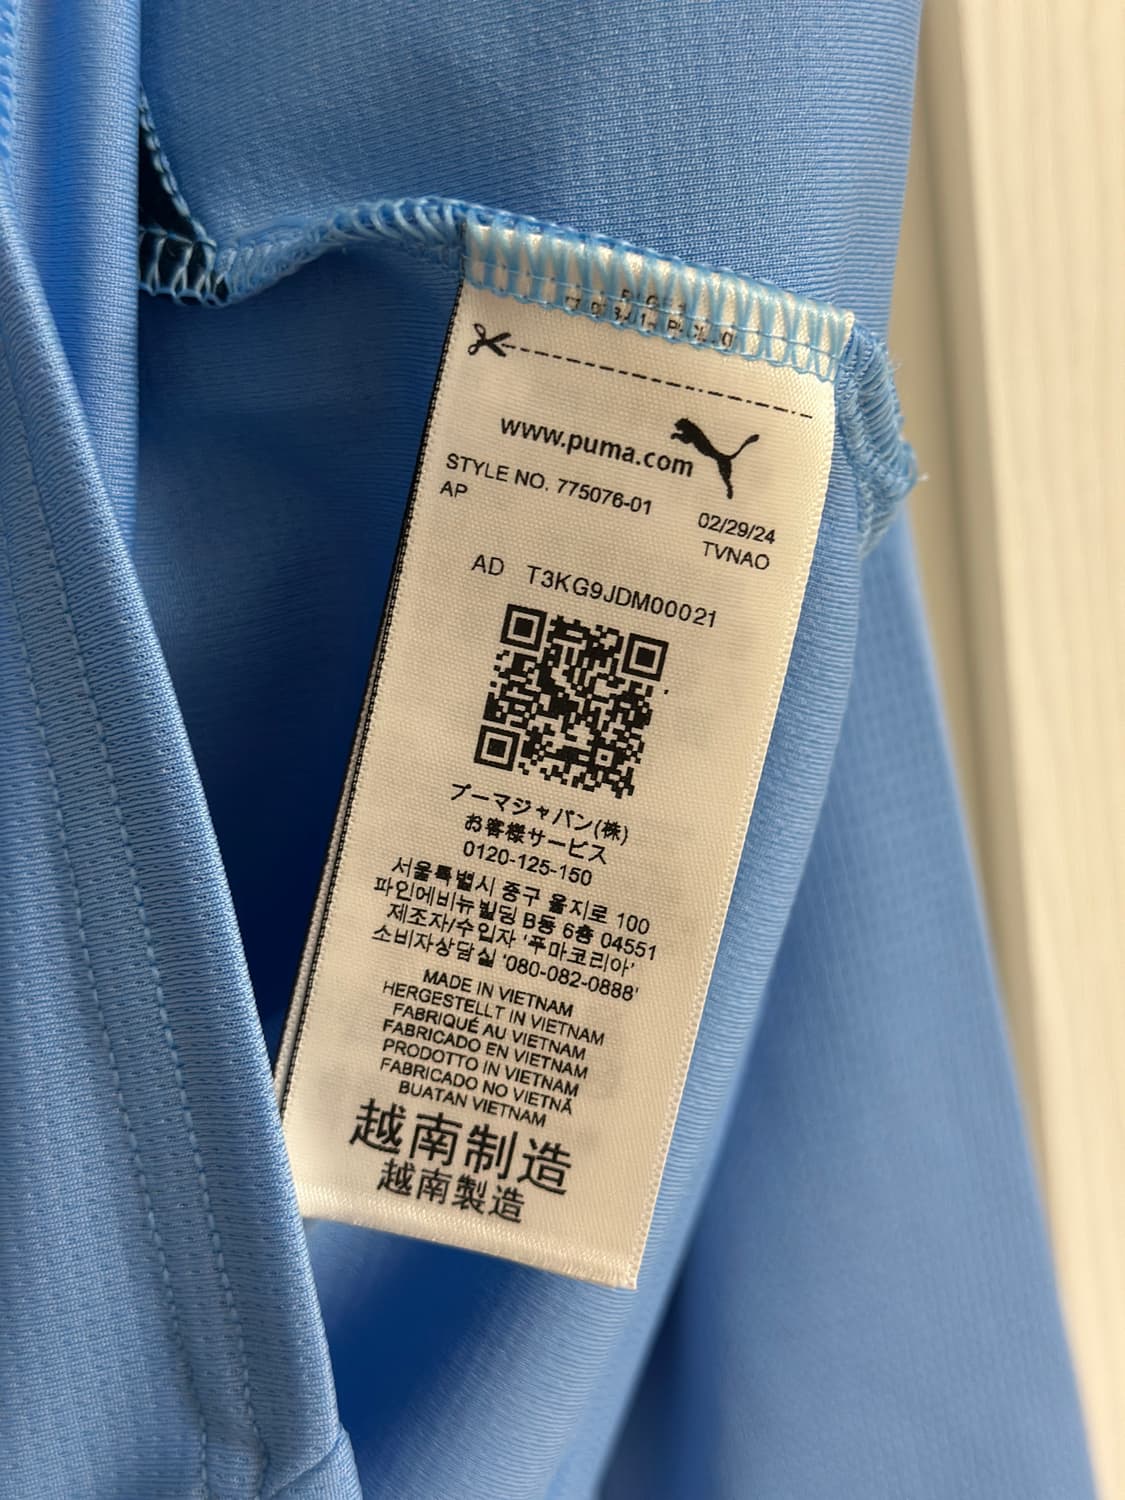 www.puma.com
STYLE NO. 775076-01
AP
02/29/24
TVNAO
AD T3KG9JDM00021
プーマジャパン(株)
お客様サービス
0120-125-150
서울특별시 중구 을지로 100
파인에비뉴빌딩 B동 6층 04551
제조자/수입자 '푸마코리아'
소비자상담실 '080-082-0888'
MADE IN VIETNAM
HERGESTELLT IN VIETNAM
FABRIQUÉ AU VIETNAM
FABRICADO EN VIETNAM
PRODOTTO IN VIETNAM
FABRICADO NO VIETNÃ
BUATAN VIETNAM
越南制造
越南製造